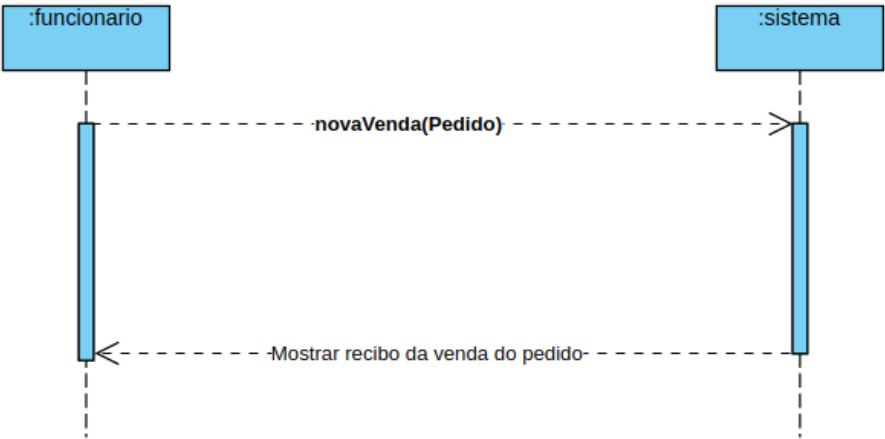 :funcionario
:sistema
novaVenda(Pedido)
Mostrar recibo da venda do pedido